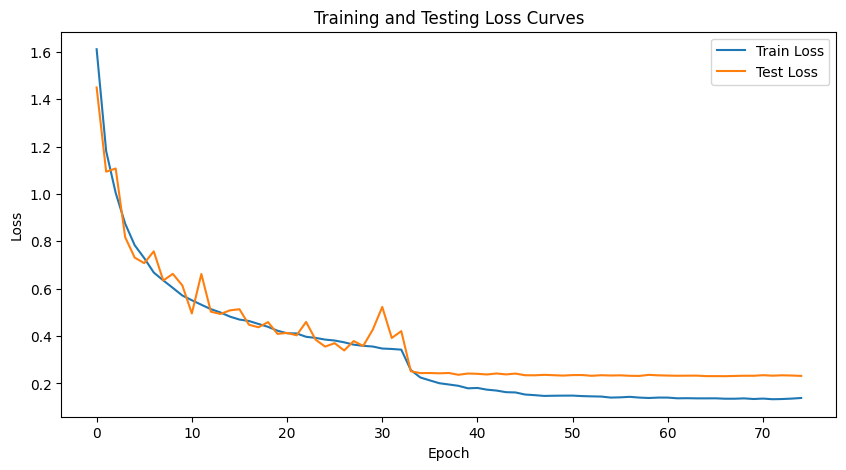 Training and Testing Loss Curves
Train Loss
Test Loss
1.6
1.4
1.2
1.0
0.8
0.6
0.4
0.2
Loss
0 10 20 30 40 50 60 70
Epoch